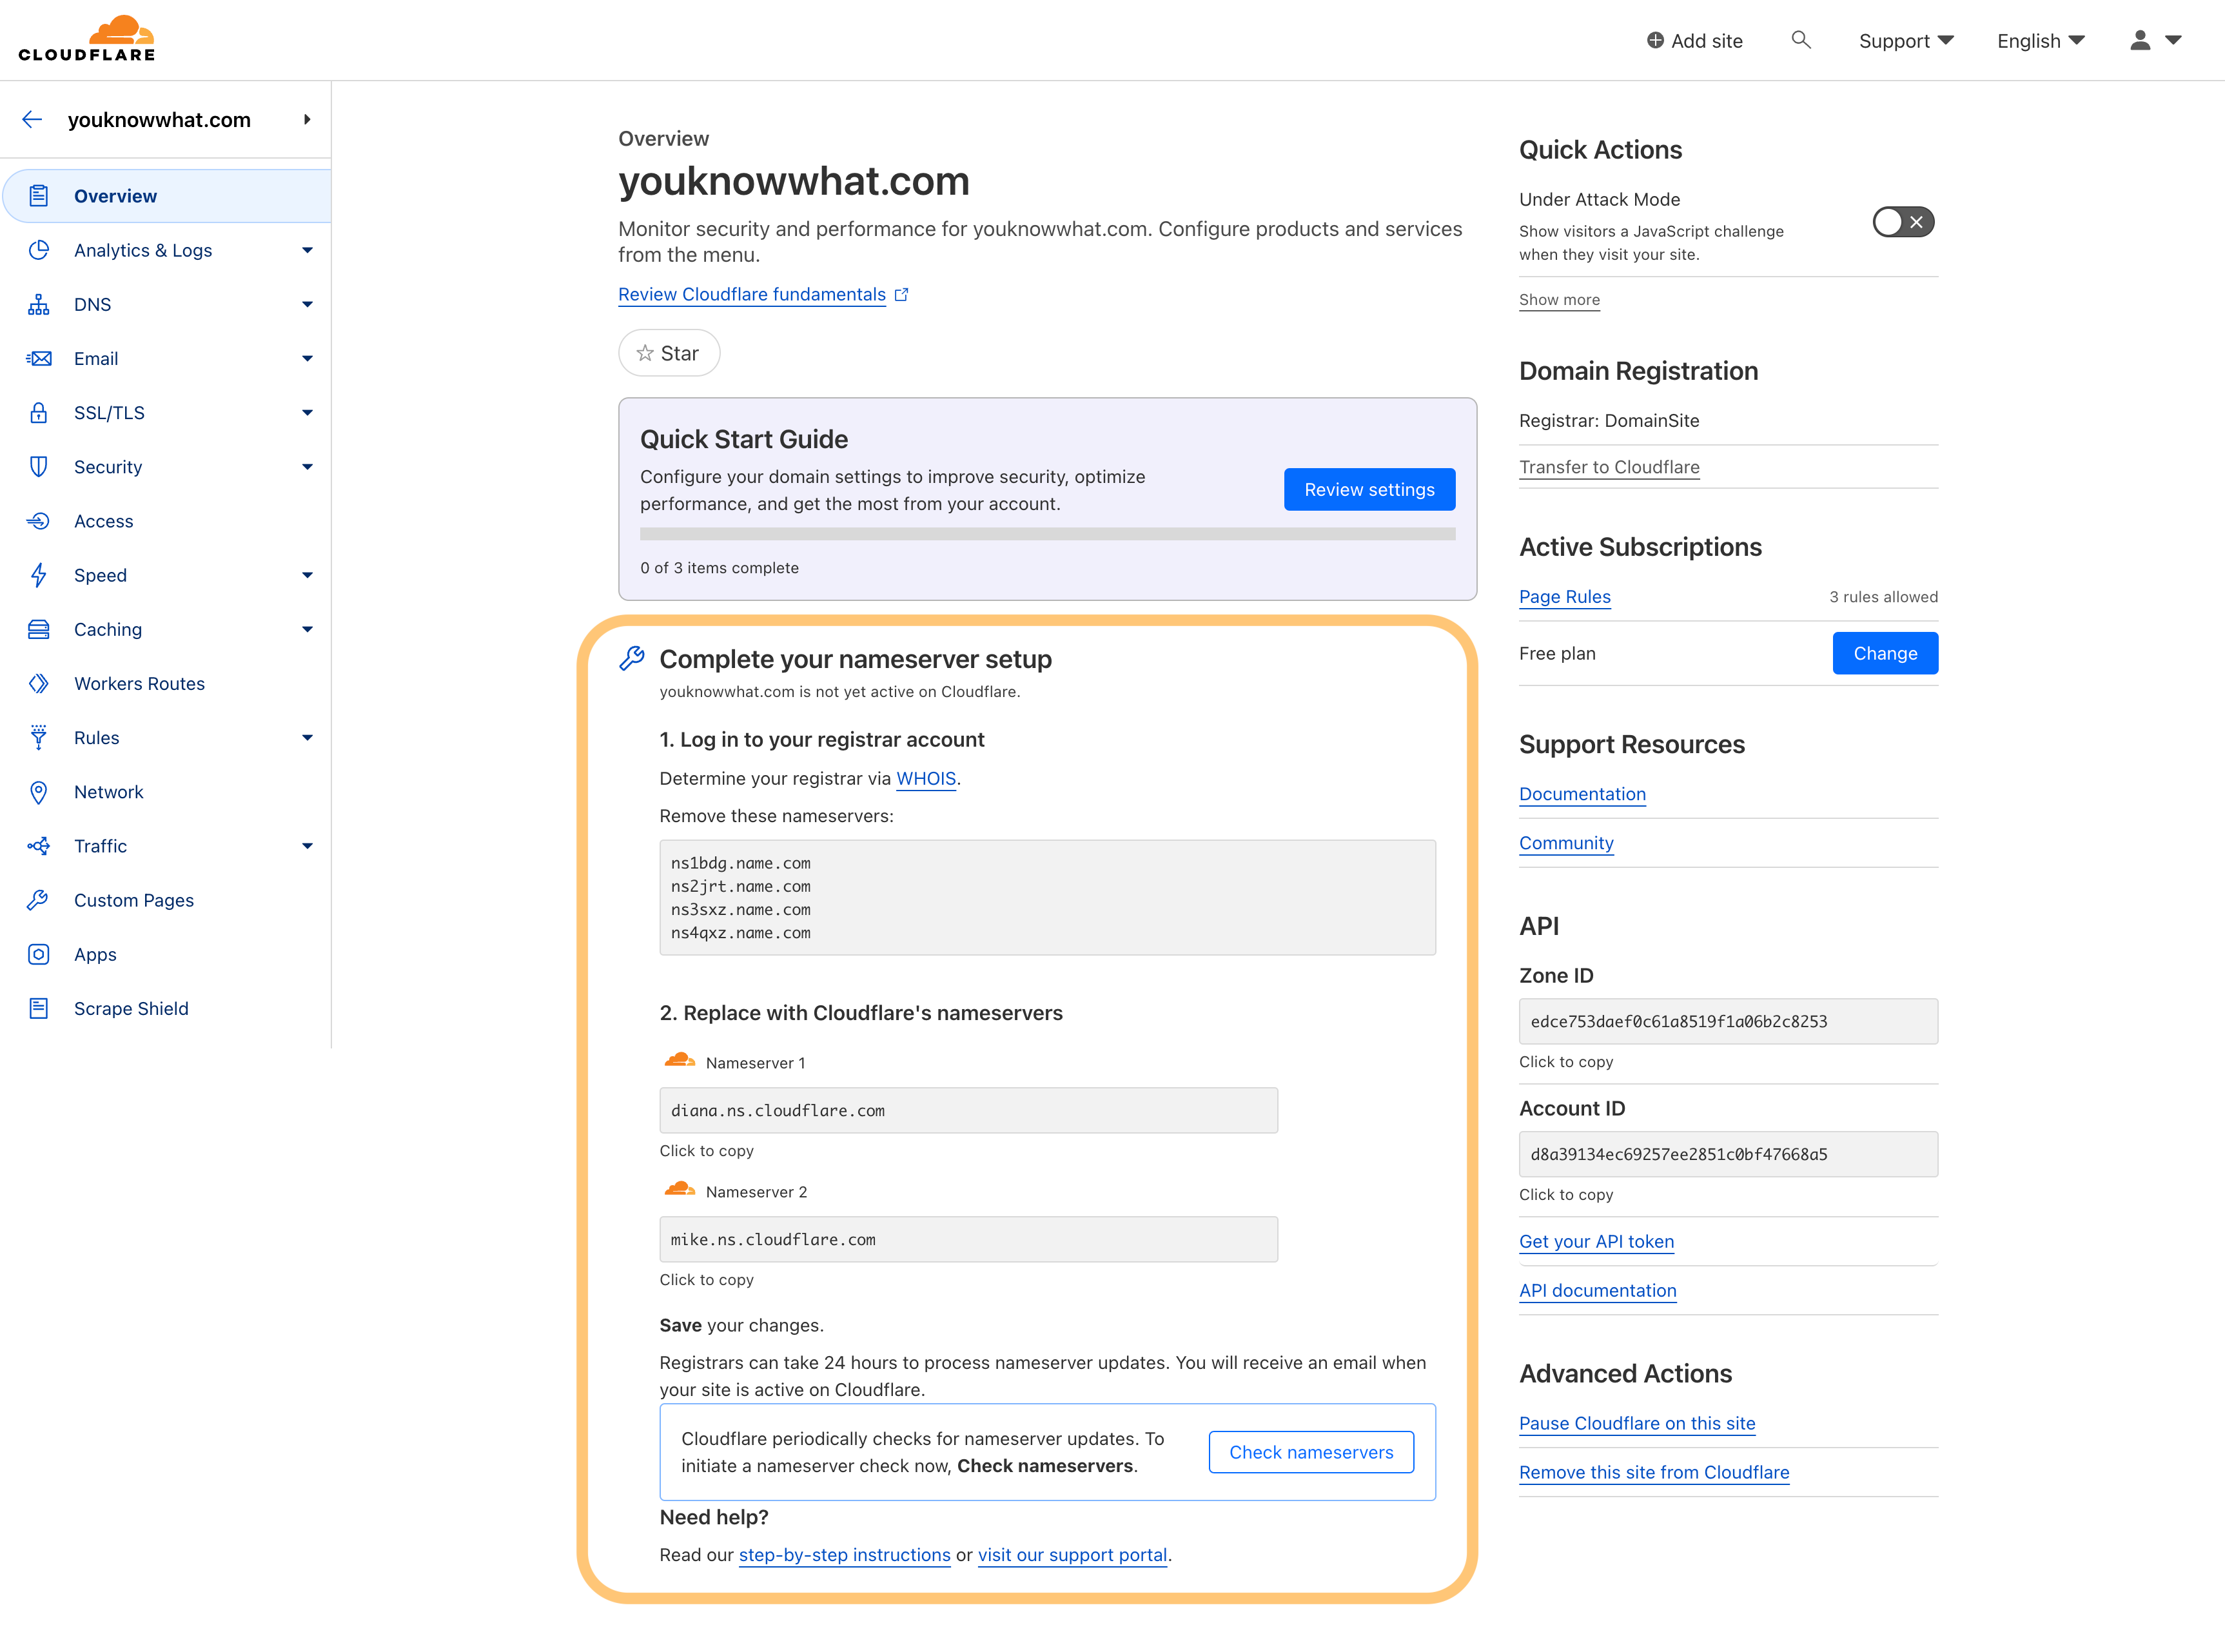 CLOUDFLARE
Add site
Support
English
youknowwhat.com
Overview
Analytics & Logs
DNS
Email
SSL/TLS
Security
Access
Speed
Caching
Workers Routes
Rules
Network
Traffic
Custom Pages
Apps
Scrape Shield
Overview
youknowwhat.com
Monitor security and performance for youknowwhat.com. Configure products and services
from the menu.
Review Cloudflare fundamentals
Star
Quick Start Guide
Configure your domain settings to improve security, optimize
performance, and get the most from your account.
Review settings
0 of 3 items complete
Complete your nameserver setup
youknowwhat.com is not yet active on Cloudflare.
1. Log in to your registrar account
Determine your registrar via WHOIS.
Remove these nameservers:
ns1bdg.name.com
ns2jrt.name.com
ns3sxz.name.com
ns4qxz.name.com
2. Replace with Cloudflare's nameservers
Nameserver 1
diana.ns.cloudflare.com
Click to copy
Nameserver 2
mike.ns.cloudflare.com
Click to copy
Save your changes.
Registrars can take 24 hours to process nameserver updates. You will receive an email when
your site is active on Cloudflare.
Cloudflare periodically checks for nameserver updates. To
initiate a nameserver check now, Check nameservers.
Check nameservers
Need help?
Read our step-by-step instructions or visit our support portal.
Quick Actions
Under Attack Mode
Show visitors a JavaScript challenge
when they visit your site.
Show more
Domain Registration
Registrar: DomainSite
Transfer to Cloudflare
Active Subscriptions
Page Rules
3 rules allowed
Free plan
Change
Support Resources
Documentation
Community
API
Zone ID
edce753daef0c61a8519f1a06b2c8253
Click to copy
Account ID
d8a39134ec69257ee2851c0bf47668a5
Click to copy
Get your API token
API documentation
Advanced Actions
Pause Cloudflare on this site
Remove this site from Cloudflare